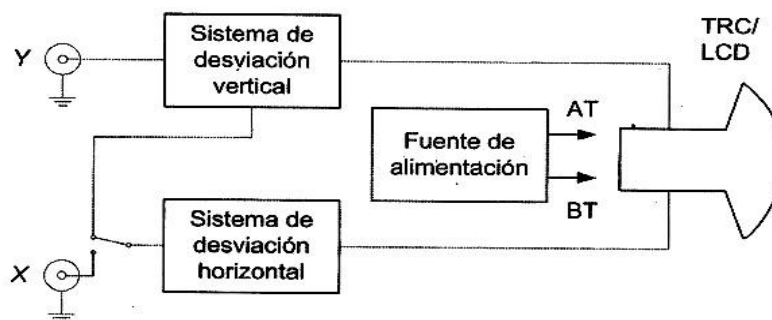 Y
Sistema de
desviación
vertical
TRC/
LCD
Fuente de
alimentación
AT
BT
X
Sistema de
desviación
horizontal